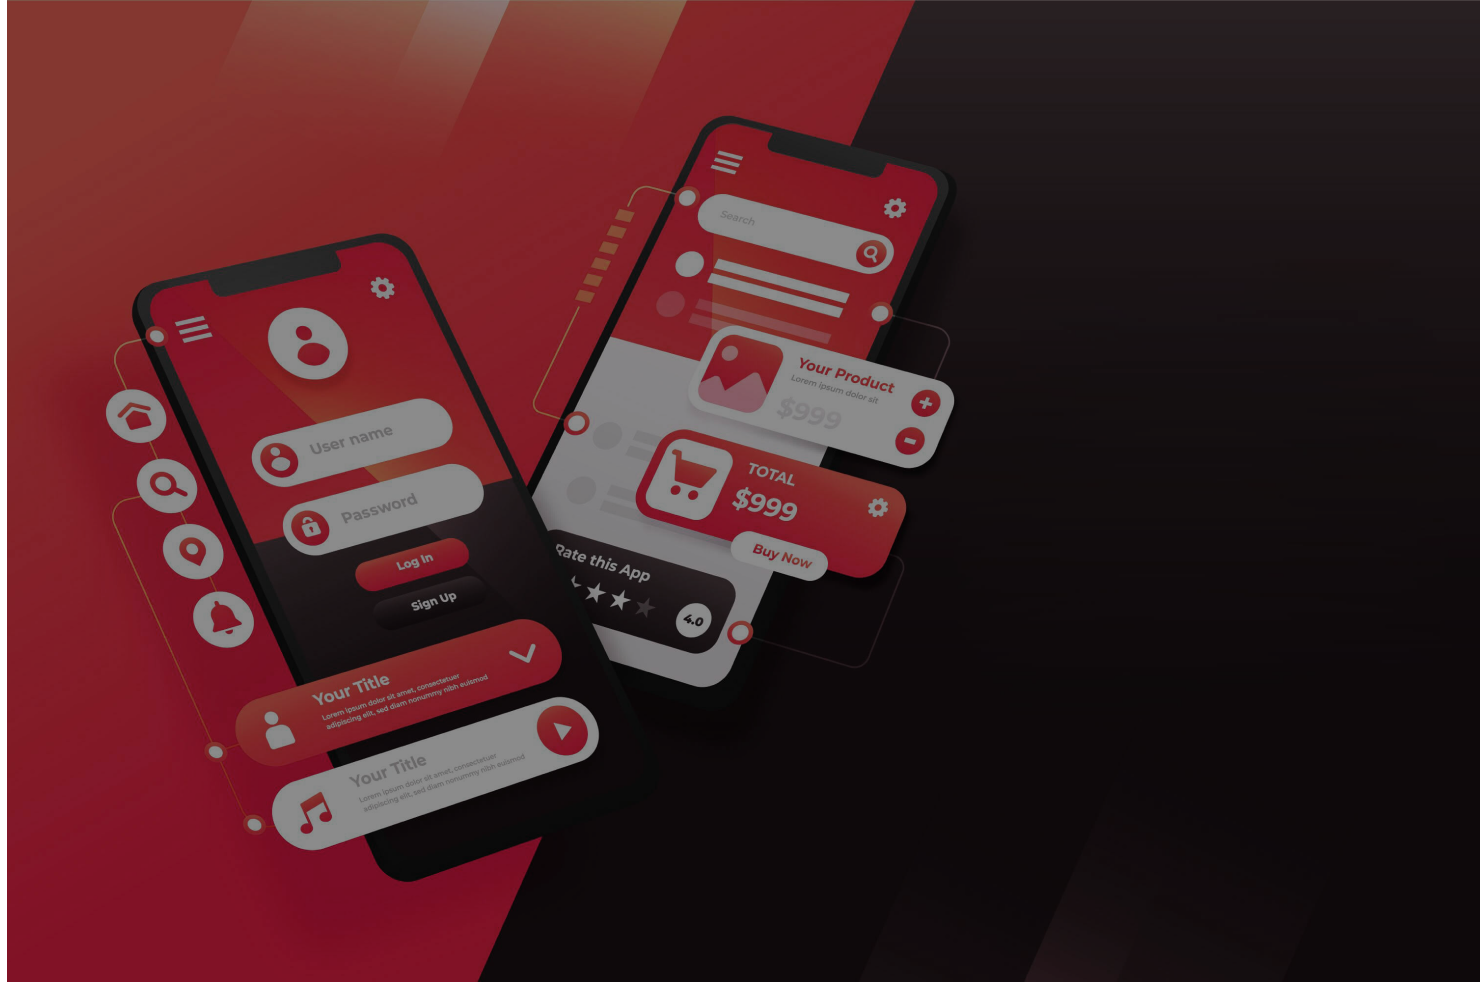 Search
Your Product
Lorem ipsum dolor sit
$999
TOTAL
$999
Buy Now
Rate this App
4.0
User name
Password
Log In
Sign Up
Your Title
Lorem ipsum dolor sit amet, consectetuer
adipiscing elit, sed diam nonummy nibh euismod
Your Title
Lorem ipsum dolor sit amet, consectetuer
adipiscing elit, sed diam nonummy nibh euismod